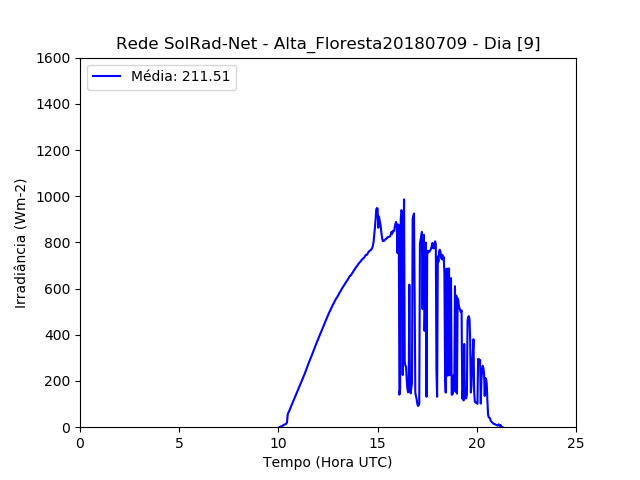 Rede SolRad-Net - Alta_Floresta20180709 - Dia [9]
Média: 211.51
1600
1400
1200
1000
800
600
400
200
0
Irradiância (Wm-2)
0 5 10 15 20 25
Tempo (Hora UTC)